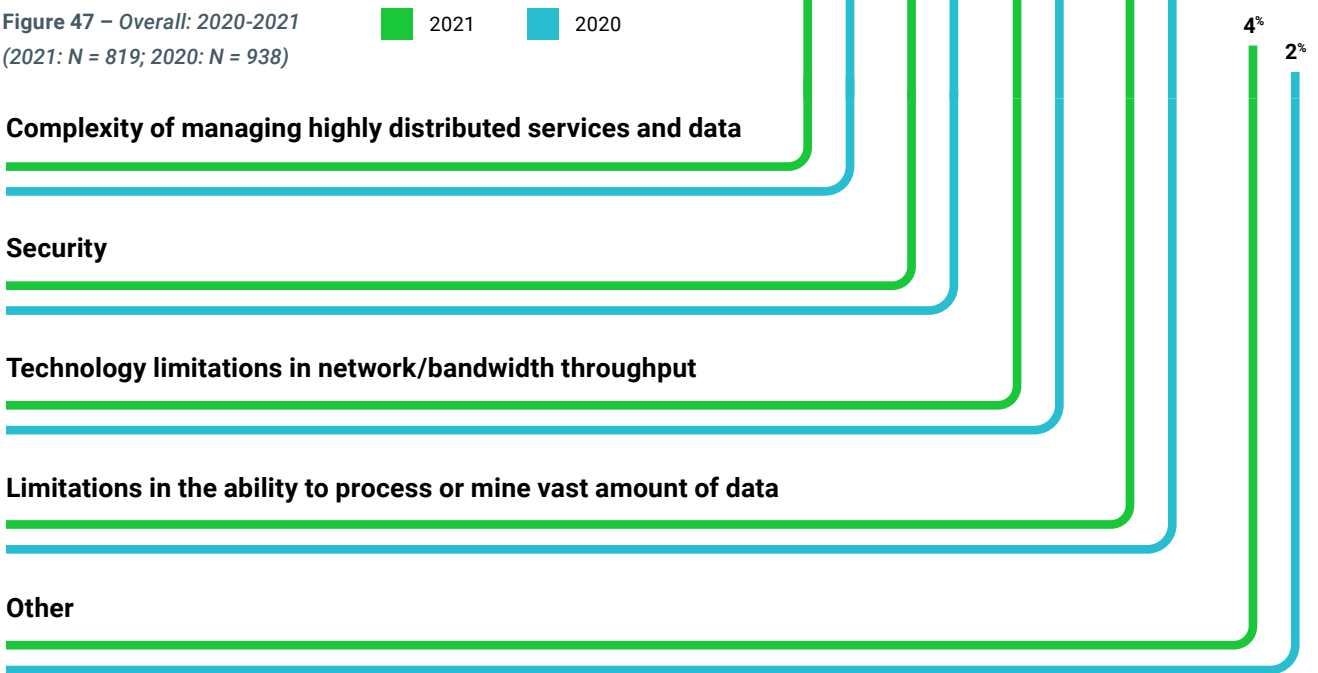 Figure 47 – Overall: 2020-2021
(2021: N = 819; 2020: N = 938)
2021
2020
4%
2%
Complexity of managing highly distributed services and data
Security
Technology limitations in network/bandwidth throughput
Limitations in the ability to process or mine vast amount of data
Other